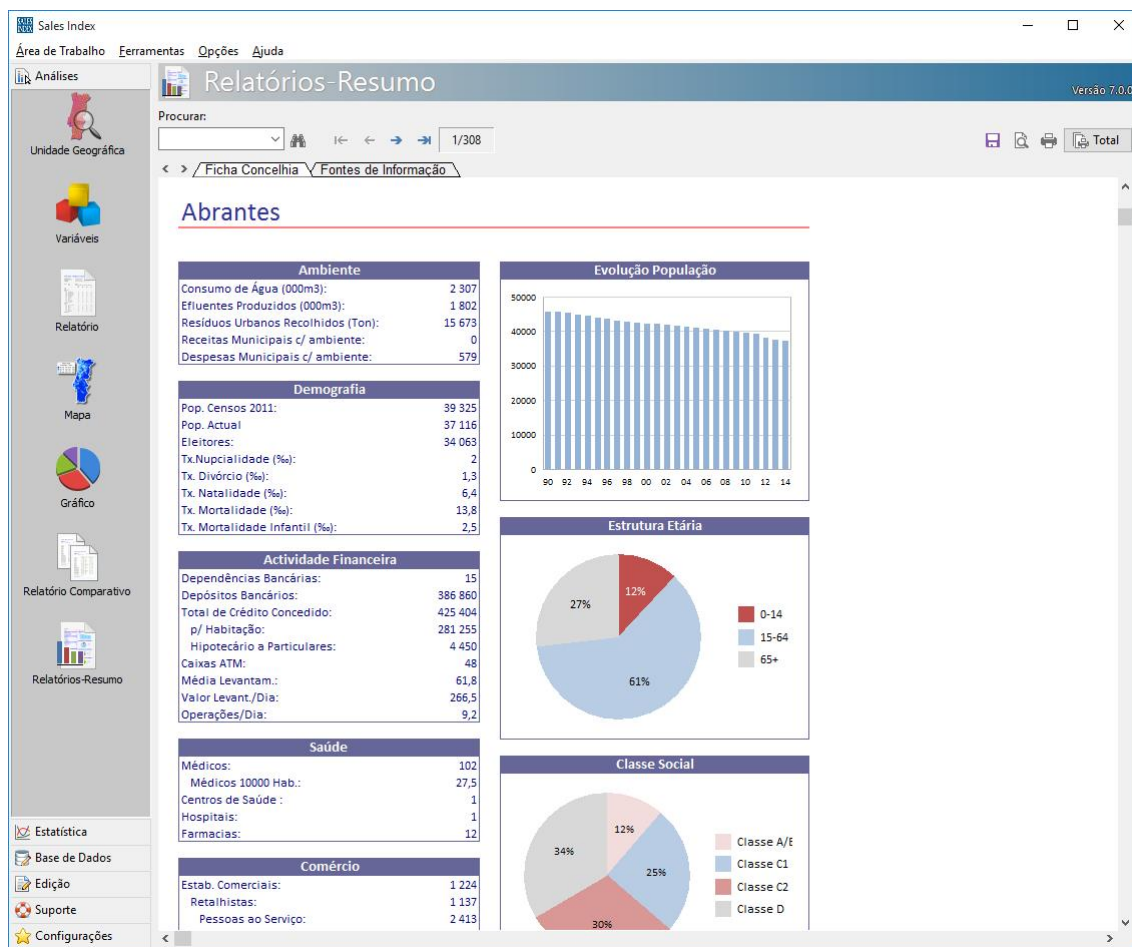 SALES INDEX Sales Index
Área de Trabalho Ferramentas Opções Ajuda
Análises
Unidade Geográfica
Variáveis
Relatório
Mapa
Gráfico
Relatório Comparativo
Relatórios-Resumo
Estatística
Base de Dados
Edição
Suporte
Configurações
Relatórios-Resumo
Versão 7.0.0
Procurar:
1/308
Total
Ficha Concelhia Fontes de Informação
Abrantes
Ambiente
Consumo de Água (000m3): 2 307
Efluentes Produzidos (000m3): 1 802
Resíduos Urbanos Recolhidos (Ton): 15 673
Receitas Municipais c/ ambiente: 0
Despesas Municipais c/ ambiente: 579
Demografia
Pop. Censos 2011: 39 325
Pop. Actual 37 116
Eleitores: 34 063
Tx.Nupcialidade (‰): 2
Tx. Divórcio (‰): 1,3
Tx. Natalidade (‰): 6,4
Tx. Mortalidade (‰): 13,8
Tx. Mortalidade Infantil (‰): 2,5
Actividade Financeira
Dependências Bancárias: 15
Depósitos Bancários: 386 860
Total de Crédito Concedido: 425 404
p/ Habitação: 281 255
Hipotecário a Particulares: 4 450
Caixas ATM: 48
Média Levantam.: 61,8
Valor Levant./Dia: 266,5
Operações/Dia: 9,2
Saúde
Médicos: 102
Médicos 10000 Hab.: 27,5
Centros de Saúde : 1
Hospitais: 1
Farmacias: 12
Comércio
Estab. Comerciais: 1 224
Retalhistas: 1 137
Pessoas ao Serviço: 2 413
Evolução População
50000
40000
30000
20000
10000
0
90 92 94 96 98 00 02 04 06 08 10 12 14
Estrutura Etária
12%
27%
61%
0-14
15-64
65+
Classe Social
12%
34%
25%
30%
Classe A/E
Classe C1
Classe C2
Classe D